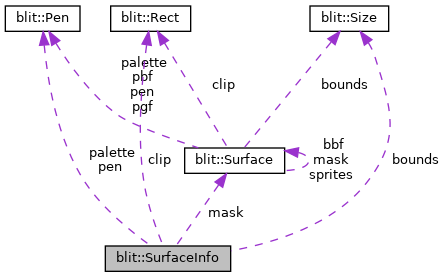 blit::Pen
blit::Rect
blit::Size
palette
pbf
pen
pgf
clip
bounds
bbf
mask
sprites
blit::Surface
palette
pen
clip
bounds
mask
blit::SurfaceInfo